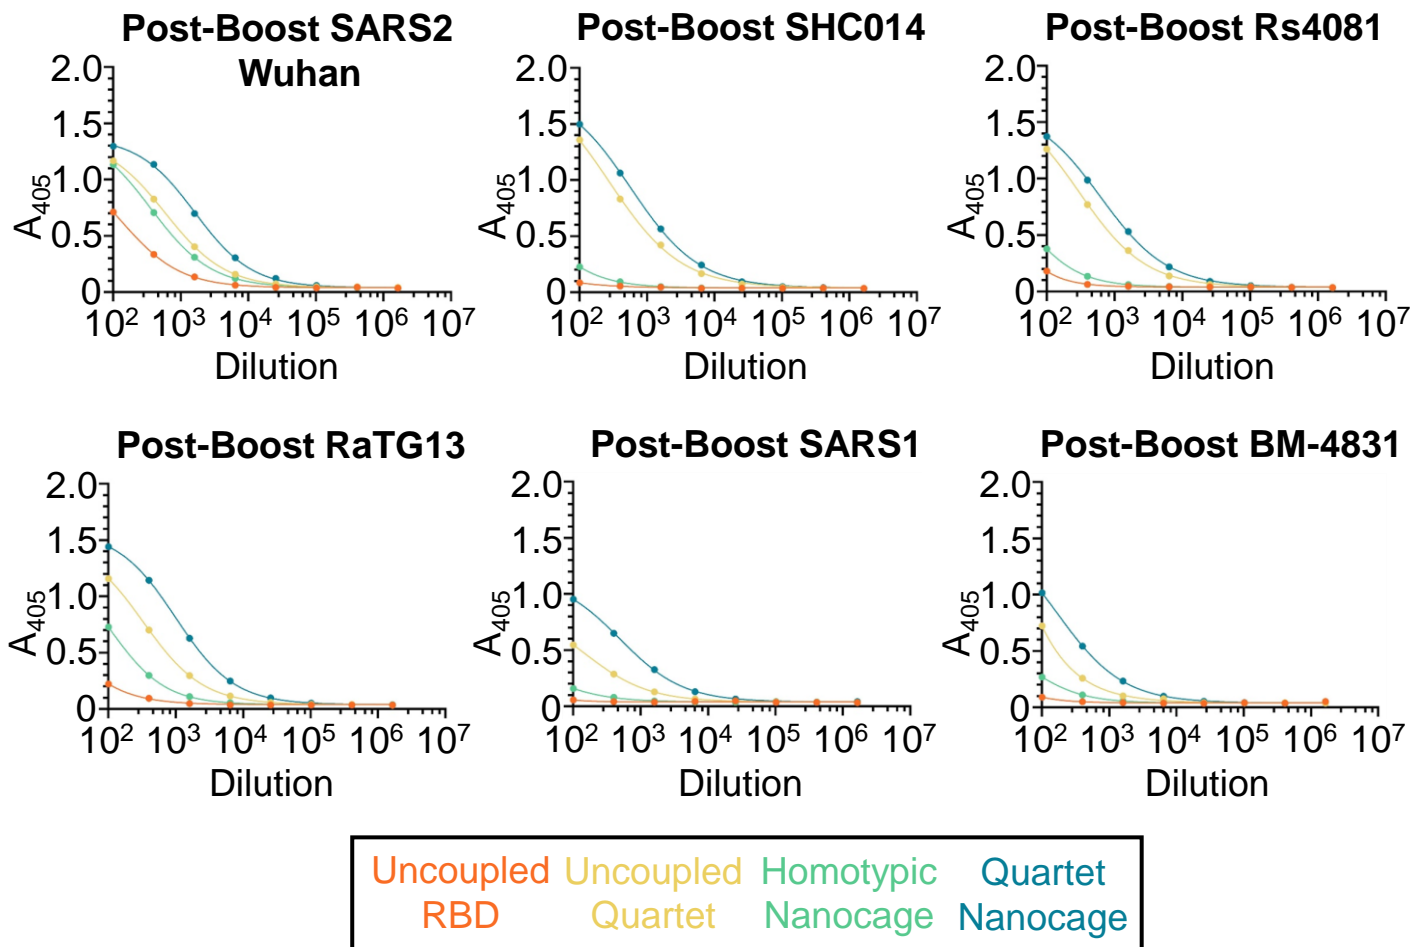 Post-Boost SARS2
Wuhan
2.0
1.5
1.0
0.5
0
A405
10² 10³ 10⁴ 10⁵ 10⁶ 10⁷
Dilution
Post-Boost SHC014
2.0
1.5
1.0
0.5
0
A405
10² 10³ 10⁴ 10⁵ 10⁶ 10⁷
Dilution
Post-Boost Rs4081
2.0
1.5
1.0
0.5
0
A405
10² 10³ 10⁴ 10⁵ 10⁶ 10⁷
Dilution
Post-Boost RaTG13
2.0
1.5
1.0
0.5
0
A405
10² 10³ 10⁴ 10⁵ 10⁶ 10⁷
Dilution
Post-Boost SARS1
2.0
1.5
1.0
0.5
0
A405
10² 10³ 10⁴ 10⁵ 10⁶ 10⁷
Dilution
Post-Boost BM-4831
2.0
1.5
1.0
0.5
0
A405
10² 10³ 10⁴ 10⁵ 10⁶ 10⁷
Dilution
Uncoupled
RBD
Uncoupled
Quartet
Homotypic
Nanocage
Quartet
Nanocage